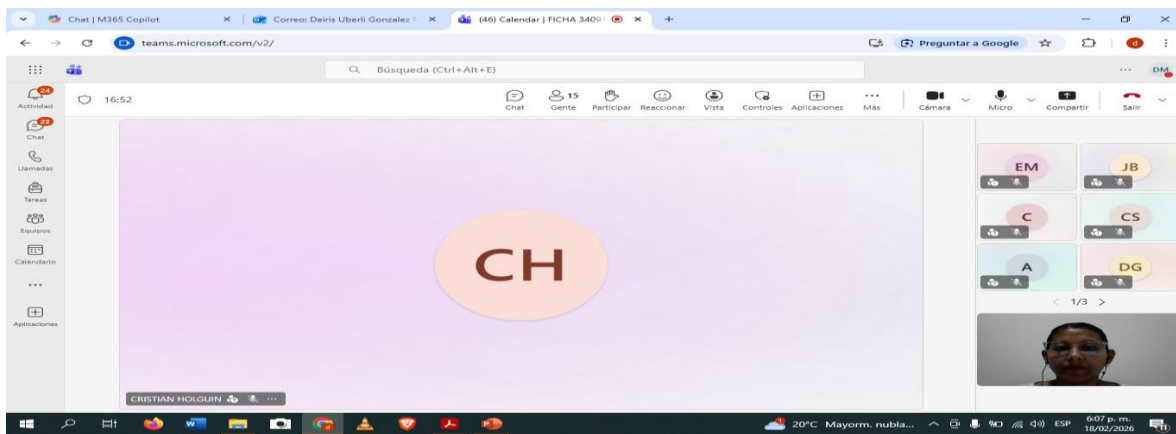 Chat | M365 Copilot
Correo: Deiris Uberli Gonzalez
(46) Calendar | FICHA 3409
teams.microsoft.com/v2/
Preguntar a Google
d
Búsqueda (Ctrl+Alt+E)
DM
24
Actividad
16:52
Chat
15
Gente
Participar
Reaccionar
Vista
Controles
Aplicaciones
Más
Cámara
Micro
Compartir
Salir
22
Chat
Llamadas
Tareas
Equipos
Calendario
Aplicaciones
CH
CRISTIAN HOLGUIN
EM
JB
C
CS
A
DG
1/3
20°C Mayorm. nubla...
ESP
6:07 p. m.
18/02/2026